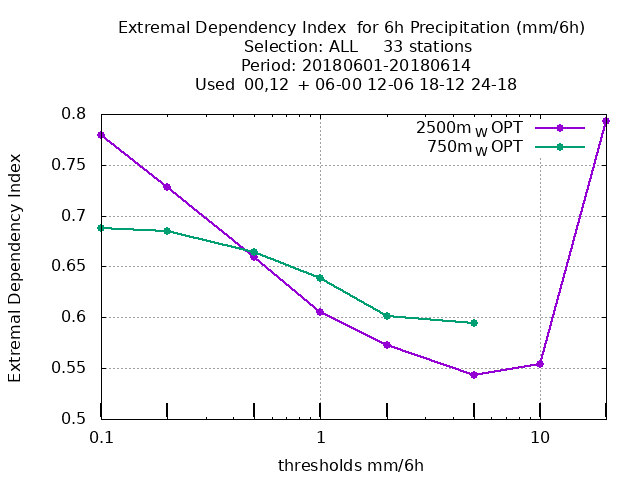 Extremal Dependency Index  for 6h Precipitation (mm/6h)
Selection: ALL     33 stations
Period: 20180601-20180614
Used  00,12  + 06-00 12-06 18-12 24-18
2500m W OPT
750m W OPT
Extremal Dependency Index
0.8
0.75
0.7
0.65
0.6
0.55
0.5
0.1 1 10
thresholds mm/6h